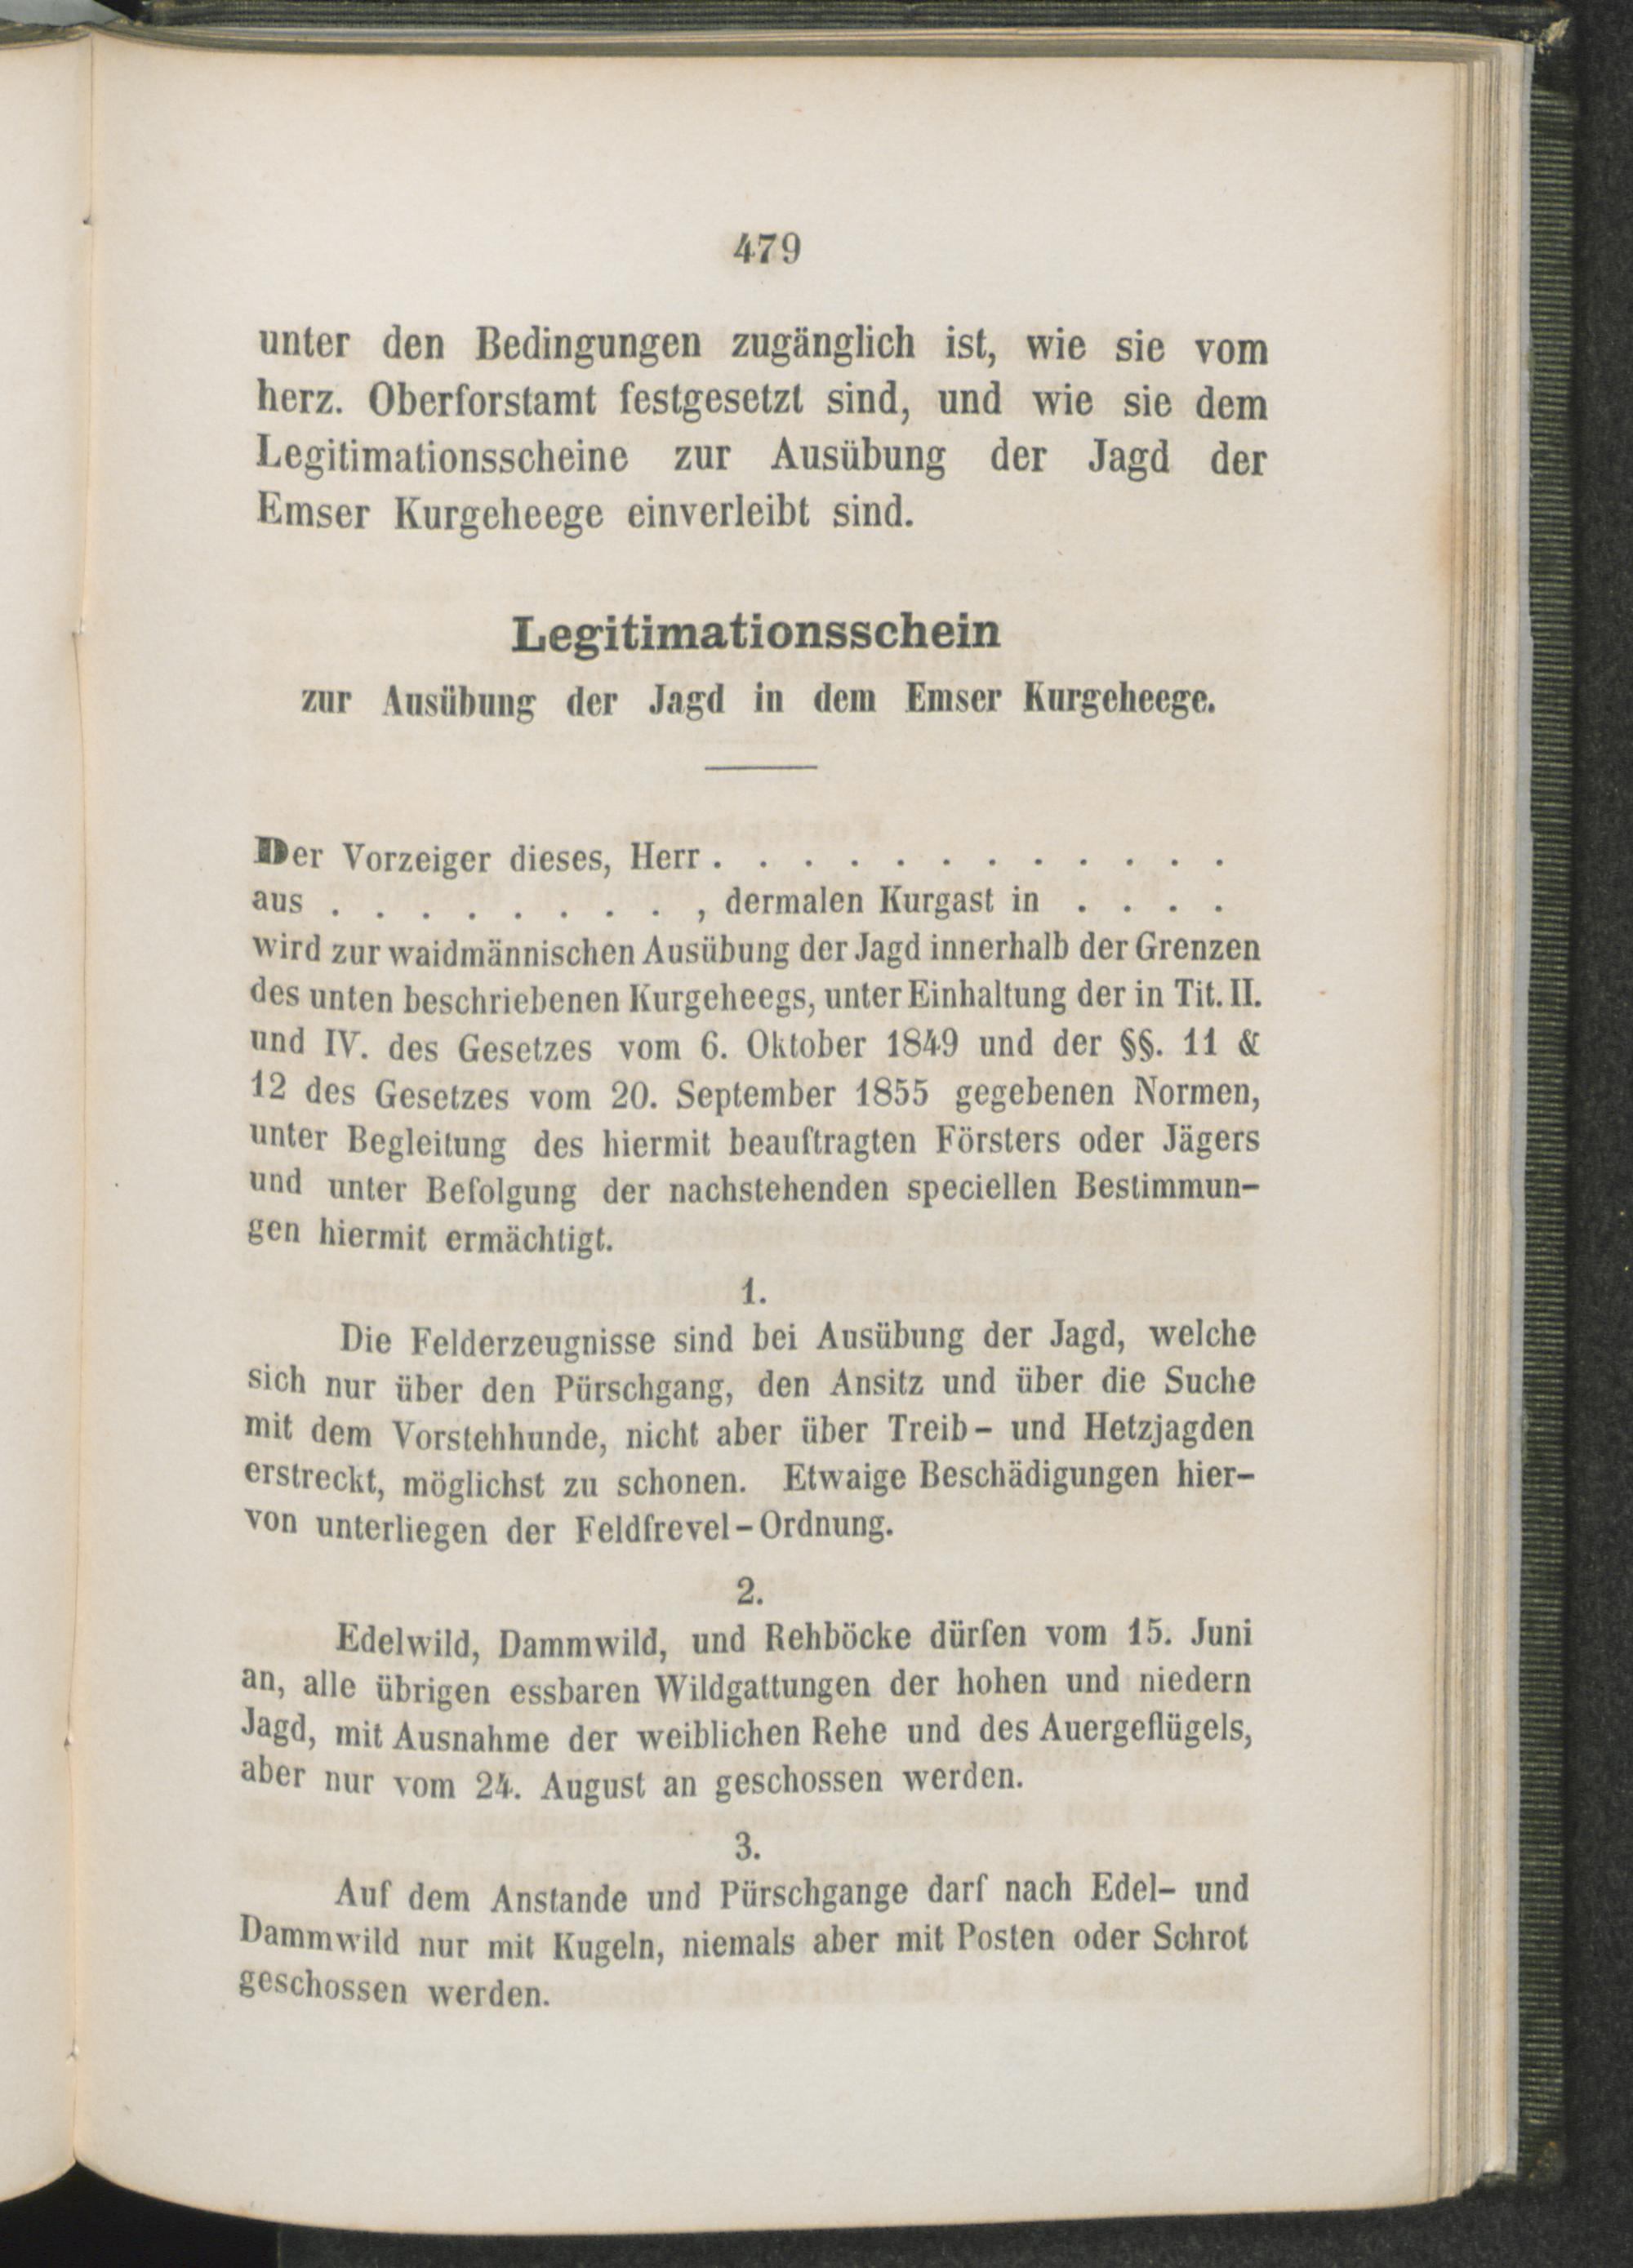 479
unter den Bedingungen zugänglich ist, wie sie vom
herz. Oberforstamt festgesetzt sind, und wie sie dem
Legitimationsscheine zur Ausübung der Jagd der
Emser Kurgeheege einverleibt sind.
Legitimationsschein
zur Ausübung der Jagd in dem Emser Kurgeheege.
Der Vorzeiger dieses, Herr . . . . . . . . . . . .
aus . . . . . . . . . , dermalen Kurgast in . . . .
wird zur waidmännischen Ausübung der Jagd innerhalb der Grenzen
des unten beschriebenen Kurgeheegs, unter Einhaltung der in Tit. II.
und IV. des Gesetzes vom 6. Oktober 1849 und der §§. 11 &
12 des Gesetzes vom 20. September 1855 gegebenen Normen,
unter Begleitung des hiermit beauftragten Försters oder Jägers
und unter Befolgung der nachstehenden speciellen Bestimmun-
gen hiermit ermächtigt.
1.
Die Felderzeugnisse sind bei Ausübung der Jagd, welche
sich nur über den Pürschgang, den Ansitz und über die Suche
mit dem Vorstehhunde, nicht aber über Treib- und Hetzjagden
erstreckt, möglichst zu schonen. Etwaige Beschädigungen hier-
von unterliegen der Feldfrevel-Ordnung.
2.
Edelwild, Dammwild, und Rehböcke dürfen vom 15. Juni
an, alle übrigen essbaren Wildgattungen der hohen und niedern
Jagd, mit Ausnahme der weiblichen Rehe und des Auergeflügels,
aber nur vom 24. August an geschossen werden.
3.
Auf dem Anstande und Pürschgange darf nach Edel- und
Dammwild nur mit Kugeln, niemals aber mit Posten oder Schrot
geschossen werden.